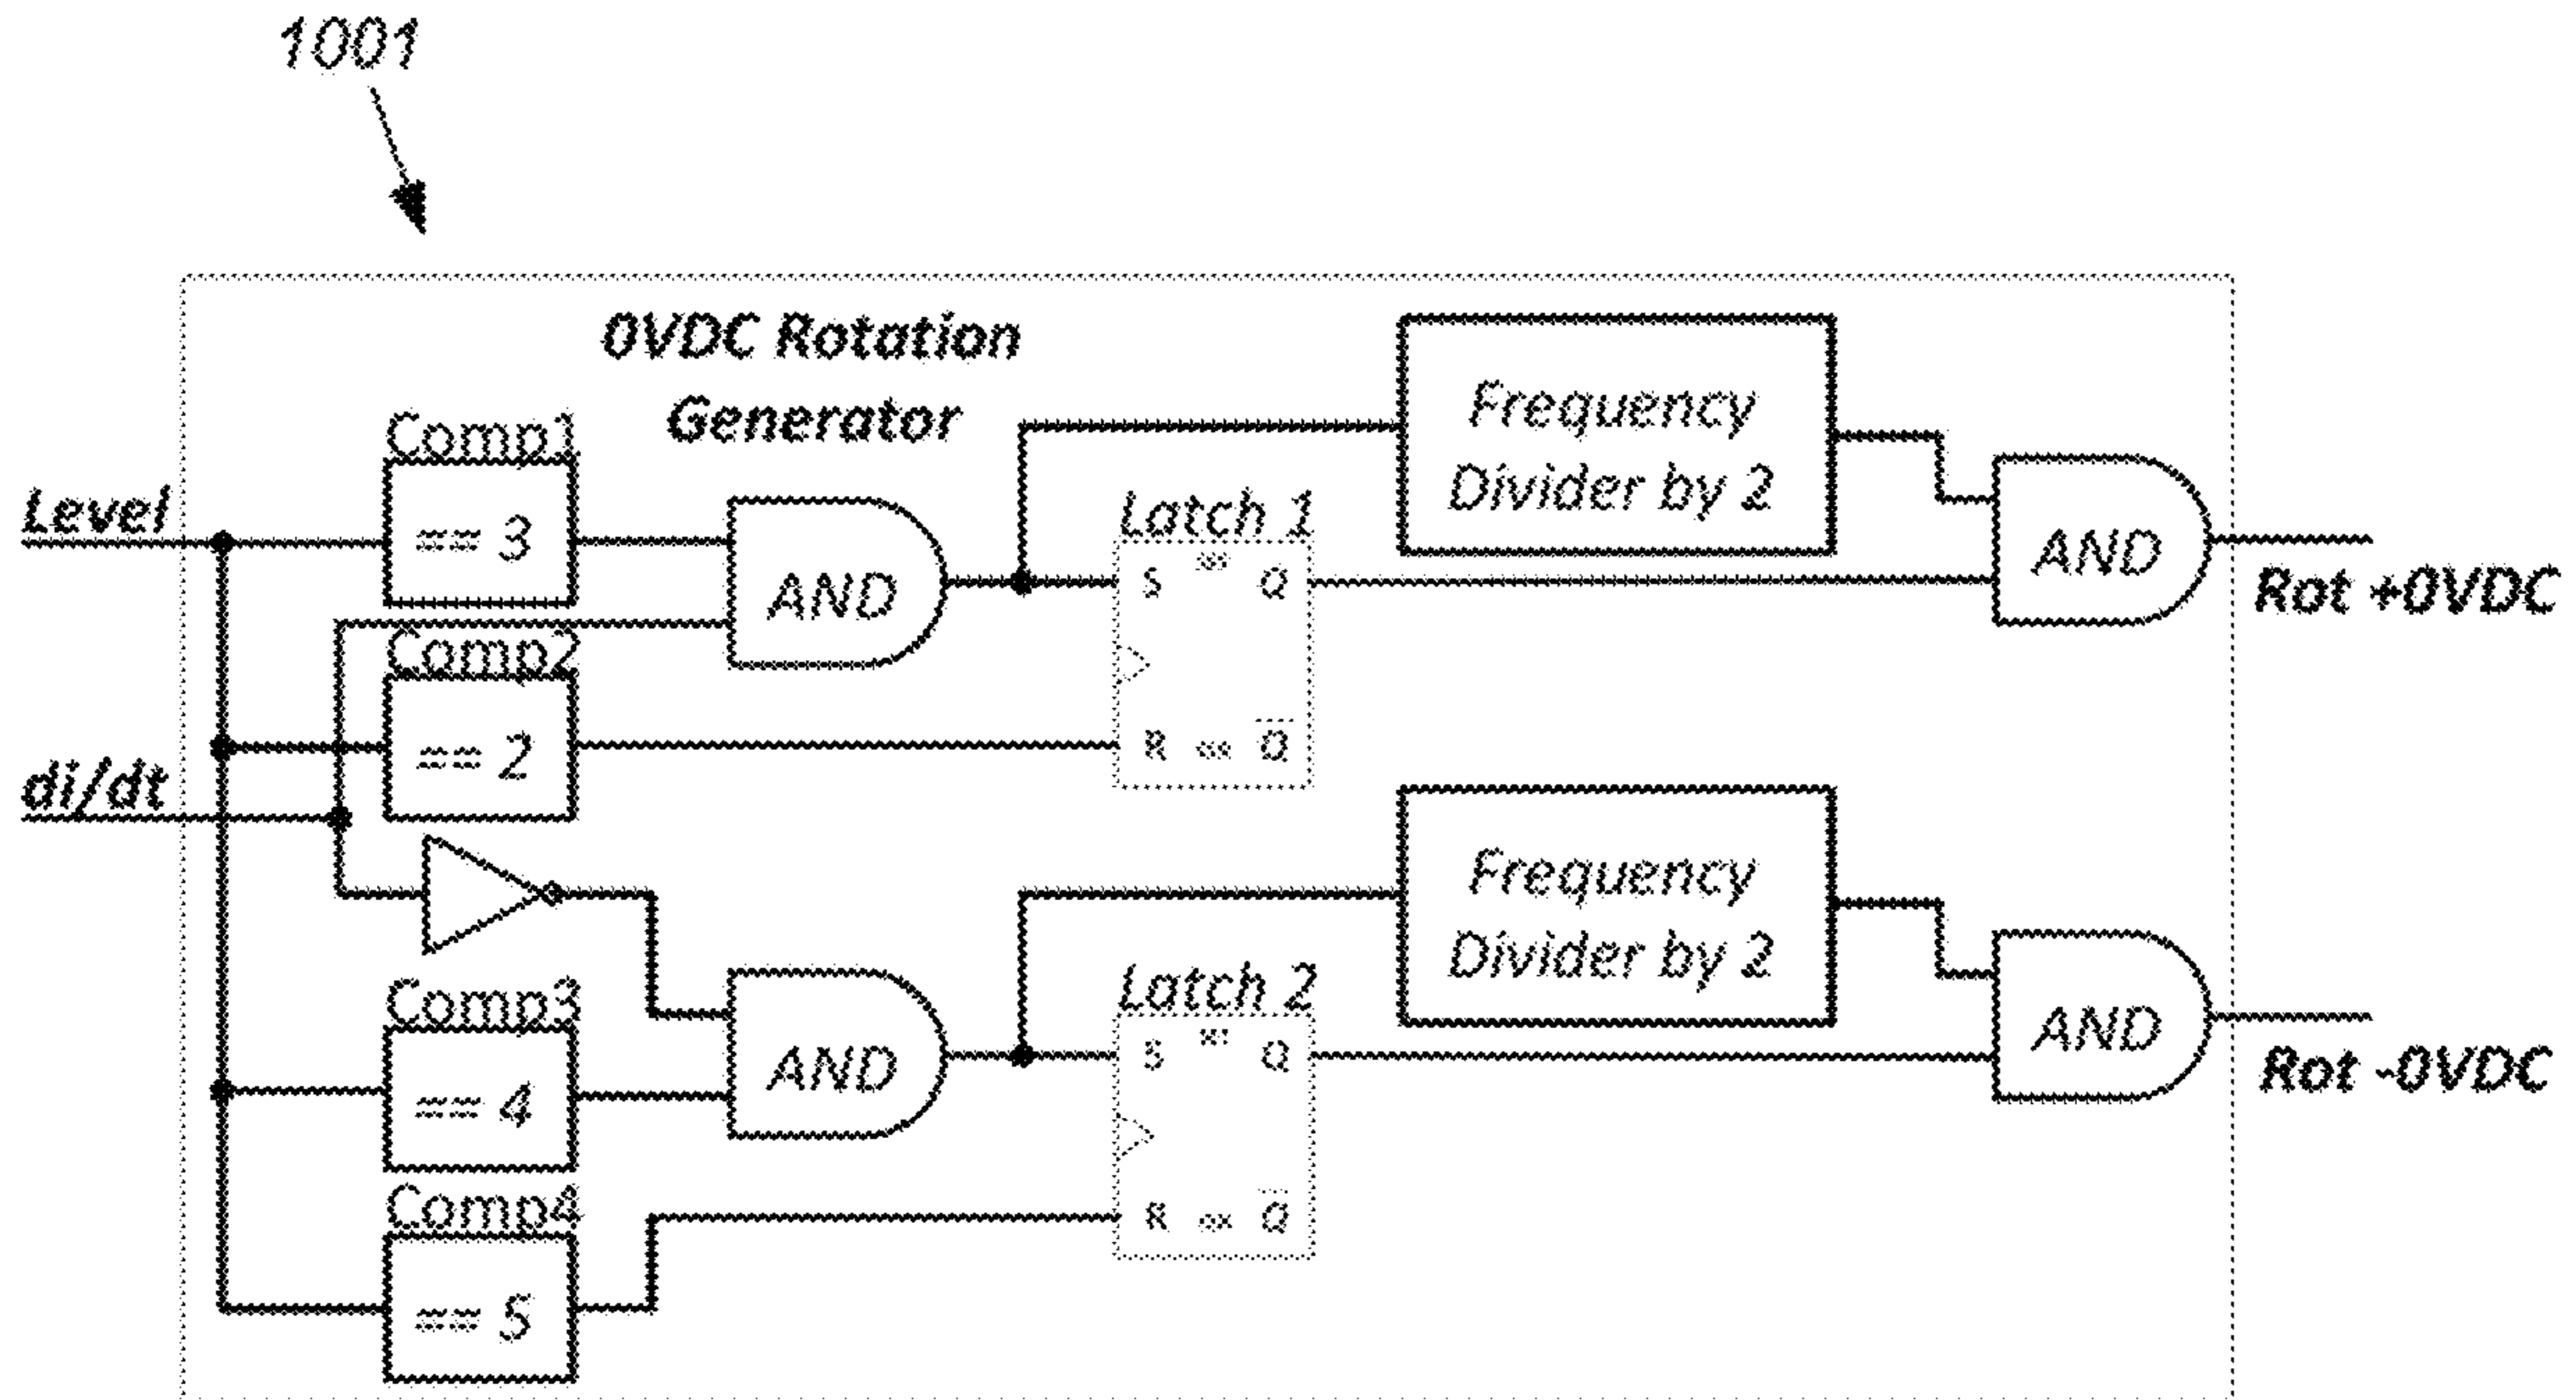 1001
0VDC Rotation
Generator
Level
di/dt
Comp1
== 3
Comp2
== 2
Comp3
== 4
Comp4
== 5
AND
AND
Latch 1
S
Q
R
Q
Latch 2
S
Q
R
Q
Frequency
Divider by 2
Frequency
Divider by 2
AND
AND
Rot +0VDC
Rot -0VDC